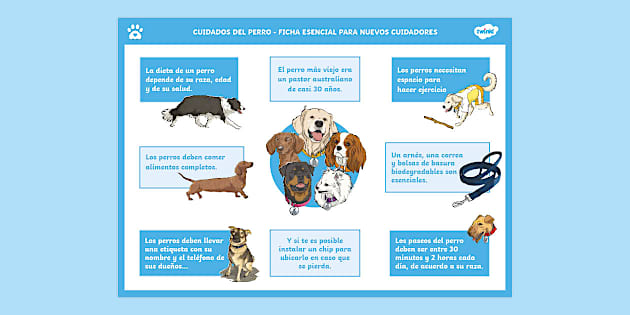 CUIDADOS DEL PERRO - FICHA ESENCIAL PARA NUEVOS CUIDADORES
twinkl
La dieta de un perro
depende de su raza, edad
y de su salud.
El perro más viejo era
un pastor australiano
de casi 30 años.
Los perros necesitan
espacio para
hacer ejercicio
Los perros deben comer
alimentos completos.
Un arnés, una correa
y bolsas de basura
biodegradables son
esenciales.
Los perros deben llevar
una etiqueta con su
nombre y el teléfono de
sus dueños...
Y si te es posible
instalar un chip para
ubicarlo en caso que
se pierda.
Los paseos del perro
deben ser entre 30
minutos y 2 horas cada
día, de acuerdo a su raza.